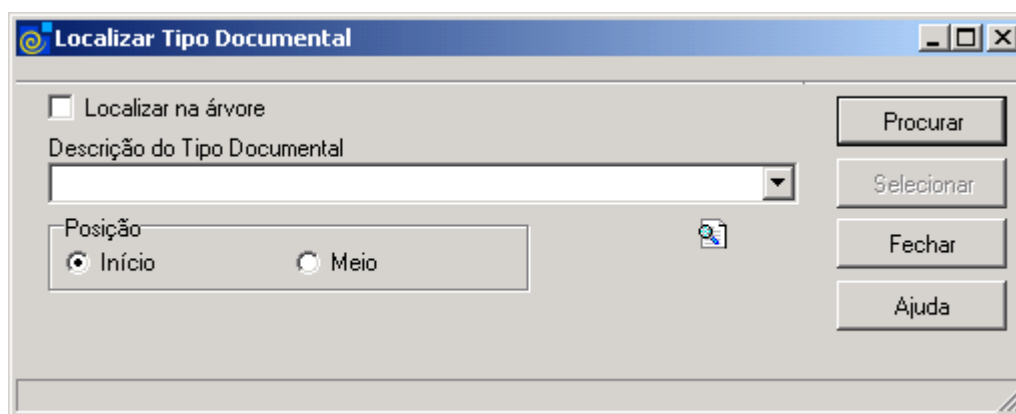 Localizar Tipo Documental
Localizar na árvore
Procurar
Descrição do Tipo Documental
Selecionar
Posição
Início
Meio
Fechar
Ajuda